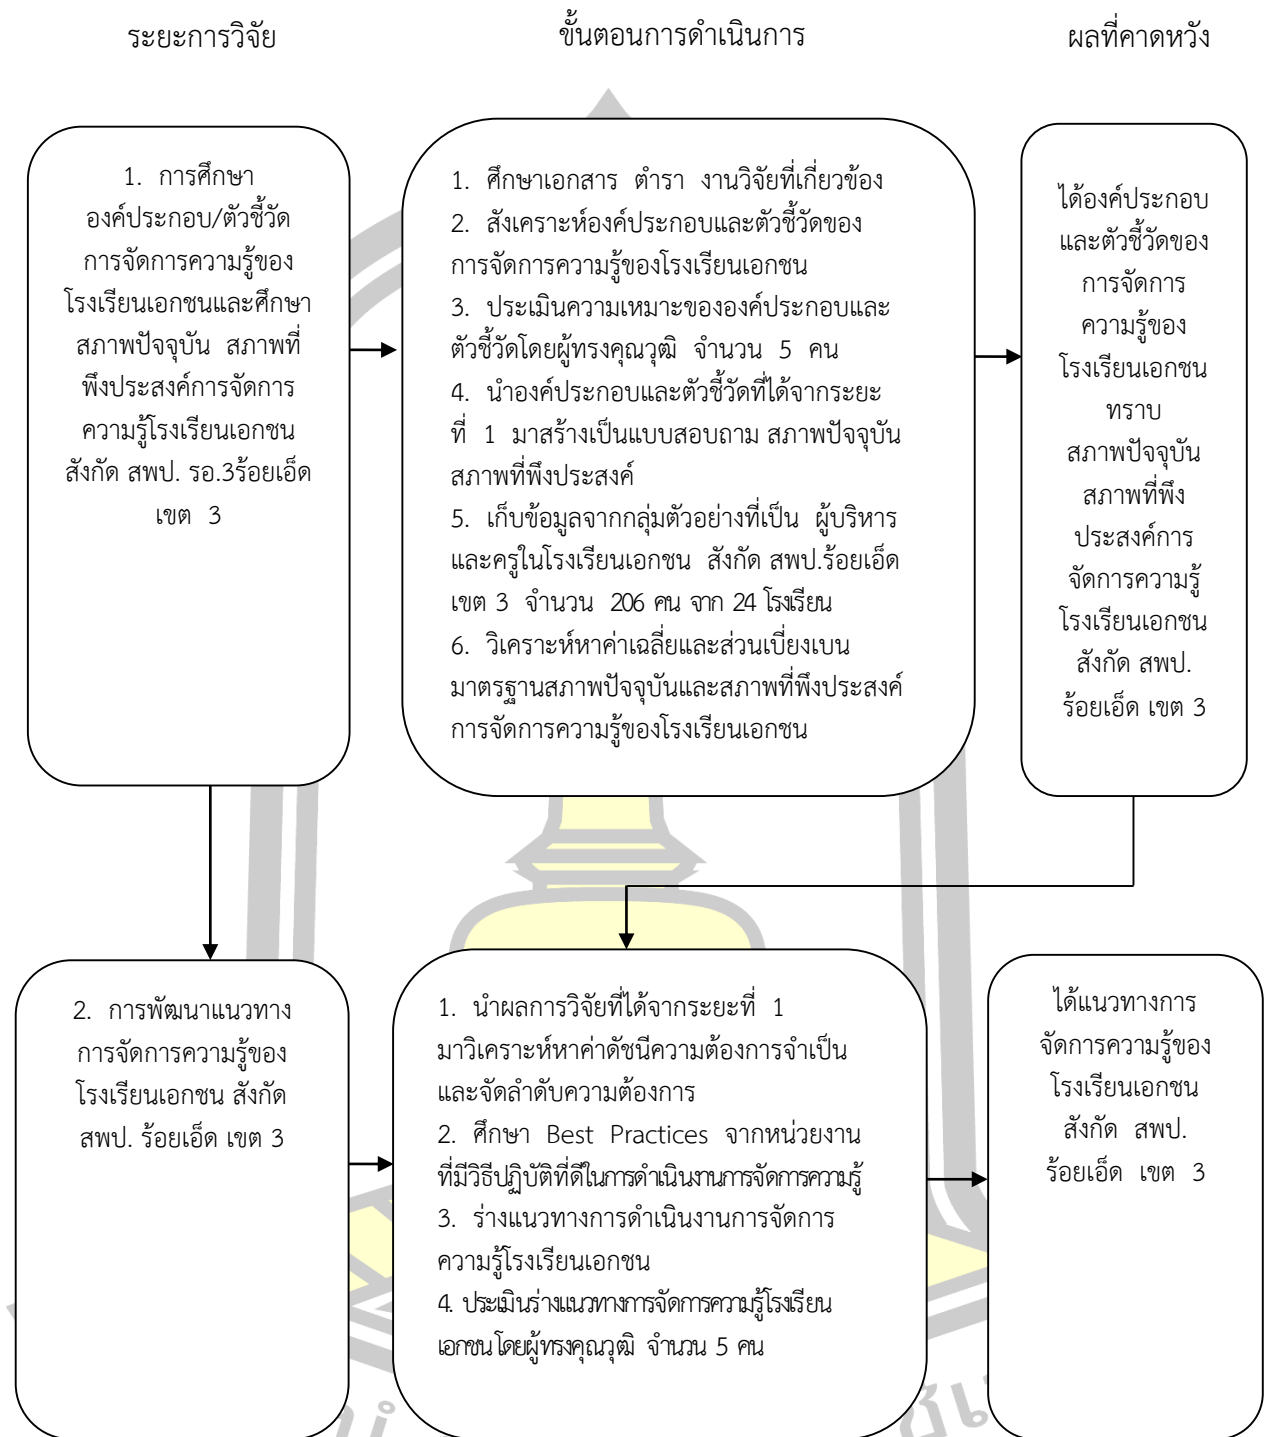 ระยะการวิจัย
ขั้นตอนการดำเนินการ
ผลที่คาดหวัง
1. การศึกษา
องค์ประกอบ/ตัวชี้วัด
การจัดการความรู้ของ
โรงเรียนเอกชนและศึกษา
สภาพปัจจุบัน สภาพที่
พึงประสงค์การจัดการ
ความรู้โรงเรียนเอกชน
สังกัด สพป. รอ.3ร้อยเอ็ด
เขต 3
1. ศึกษาเอกสาร ตำรา งานวิจัยที่เกี่ยวข้อง
2. สังเคราะห์องค์ประกอบและตัวชี้วัดของ
การจัดการความรู้ของโรงเรียนเอกชน
3. ประเมินความเหมาะขององค์ประกอบและ
ตัวชี้วัดโดยผู้ทรงคุณวุฒิ จำนวน 5 คน
4. นำองค์ประกอบและตัวชี้วัดที่ได้จากระยะ
ที่ 1 มาสร้างเป็นแบบสอบถาม สภาพปัจจุบัน
สภาพที่พึงประสงค์
5. เก็บข้อมูลจากกลุ่มตัวอย่างที่เป็น ผู้บริหาร
และครูในโรงเรียนเอกชน สังกัด สพป.ร้อยเอ็ด
เขต 3 จำนวน 206 คน จาก 24 โรงเรียน
6. วิเคราะห์หาค่าเฉลี่ยและส่วนเบี่ยงเบน
มาตรฐานสภาพปัจจุบันและสภาพที่พึงประสงค์
การจัดการความรู้ของโรงเรียนเอกชน
ได้องค์ประกอบ
และตัวชี้วัดของ
การจัดการ
ความรู้ของ
โรงเรียนเอกชน
ทราบ
สภาพปัจจุบัน
สภาพที่พึง
ประสงค์การ
จัดการความรู้
โรงเรียนเอกชน
สังกัด สพป.
ร้อยเอ็ด เขต 3
2. การพัฒนาแนวทาง
การจัดการความรู้ของ
โรงเรียนเอกชน สังกัด
สพป. ร้อยเอ็ด เขต 3
1. นำผลการวิจัยที่ได้จากระยะที่ 1
มาวิเคราะห์หาค่าดัชนีความต้องการจำเป็น
และจัดลำดับความต้องการ
2. ศึกษา Best Practices จากหน่วยงาน
ที่มีวิธีปฏิบัติที่ดีในการดำเนินงานการจัดการความรู้
3. ร่างแนวทางการดำเนินงานการจัดการ
ความรู้โรงเรียนเอกชน
4. ประเมินร่างแนวทางการจัดการความรู้โรงเรียน
เอกชนโดยผู้ทรงคุณวุฒิ จำนวน 5 คน
ได้แนวทางการ
จัดการความรู้ของ
โรงเรียนเอกชน
สังกัด สพป.
ร้อยเอ็ด เขต 3